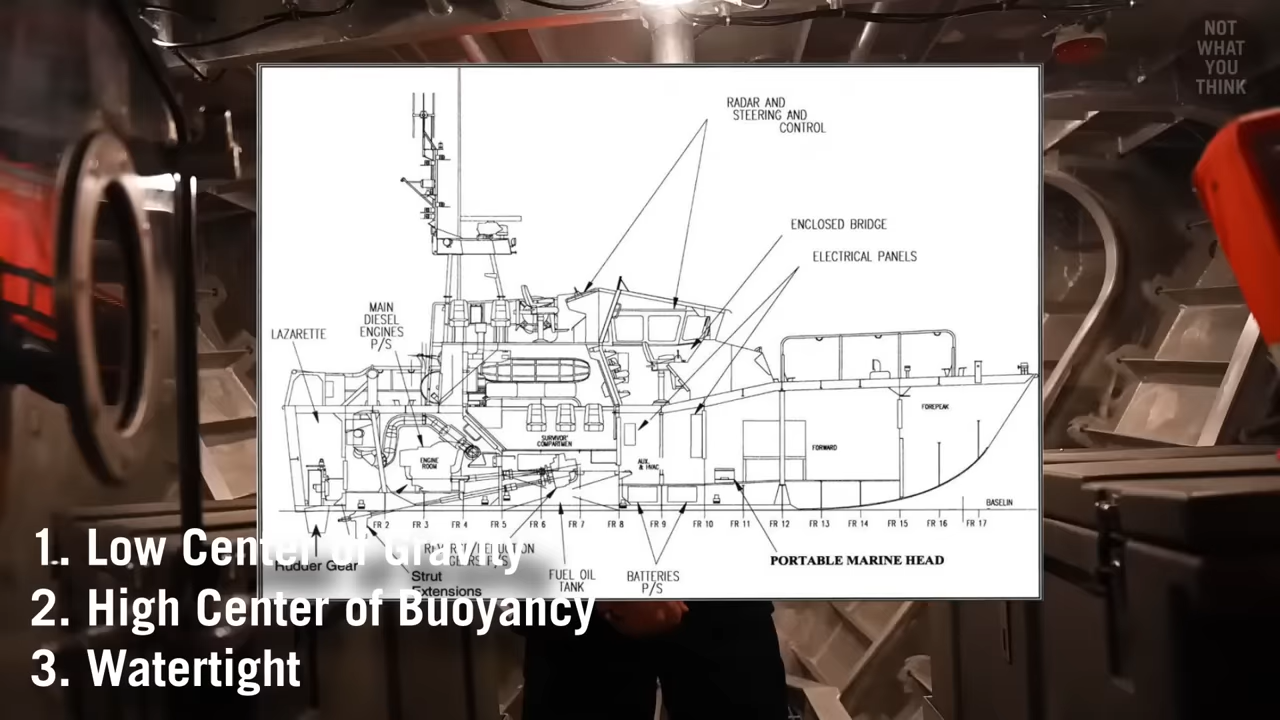 NOT
WHAT
YOU
THINK
RADAR AND
STEERING AND
CONTROL
ENCLOSED BRIDGE
ELECTRICAL PANELS
MAIN
DIESEL
ENGINES
P/S
LAZARETTE
FOREPEAK
SURVIVOR'
COMPARTMEN
FORWARD
ENGINE
ROOM
AUX.
& HVAC
BASELIN
FR 2 FR 3 FR 4 FR 5 FR 6 FR 7 FR 8 FR 9 FR 10 FR 11 FR 12 FR 13 FR 14 FR 15 FR 16 FR 17
1. Low Center of Gravity
Rudder Gear
PORTABLE MARINE HEAD
FUEL OIL
TANK
BATTERIES
P/S
Strut
Extensions
2. High Center of Buoyancy
3. Watertight